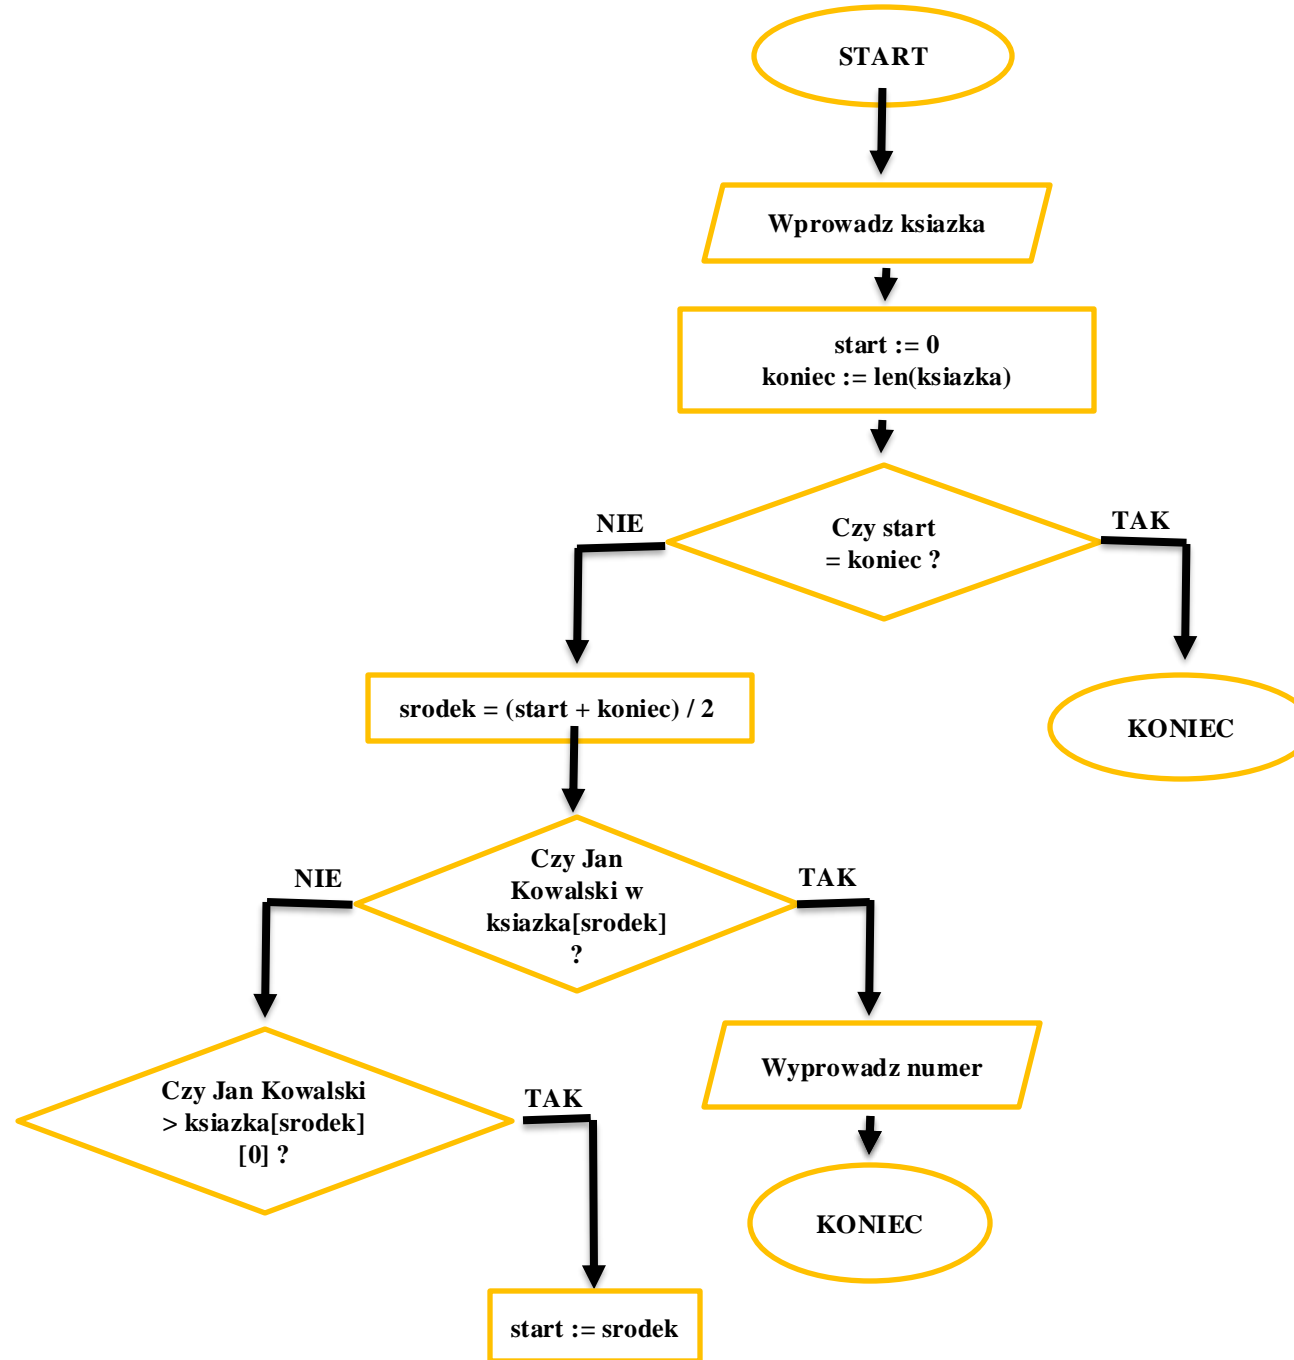 START
Wprowadz ksiazka
start := 0
koniec := len(ksiazka)
NIE
TAK
Czy start
= koniec ?
srodek = (start + koniec) / 2
KONIEC
Czy Jan
Kowalski w
ksiazka[srodek]
?
NIE
TAK
Czy Jan Kowalski
> ksiazka[srodek]
[0] ?
TAK
Wyprowadz numer
KONIEC
start := srodek